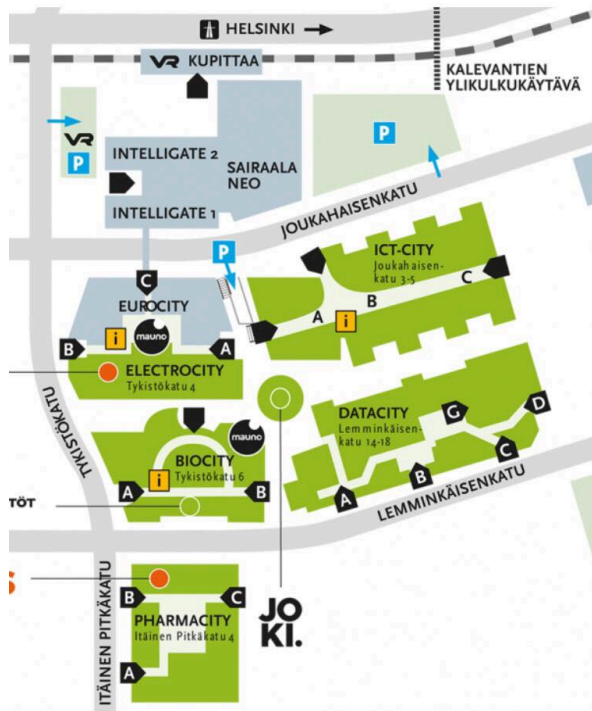 HELSINKI
VR KUPITTAA
KALEVANTIEN
YLIKULKUKÄYTÄVÄ
VR
P
P
INTELLIGATE 2
SAIRAALA
NEO
INTELLIGATE 1
JOUKAHAISENKATU
P
ICT-CITY
Joukahaisen-
katu 3-5
A
B
C
i
C
EUROCITY
i
mauno
B
A
ELECTROCITY
Tykistökatu 4
TYKISTÖKATU
DATACITY
Lemminkäisen-
katu 14-18
G
D
A
B
C
LEMMINKÄISENKATU
mauno
BIOCITY
Tykistökatu 6
i
A
B
TÖT
S
JO
KI.
B
C
PHARMACITY
Itäinen Pitkäkatu 4
A
ITÄINEN PITKÄKATU